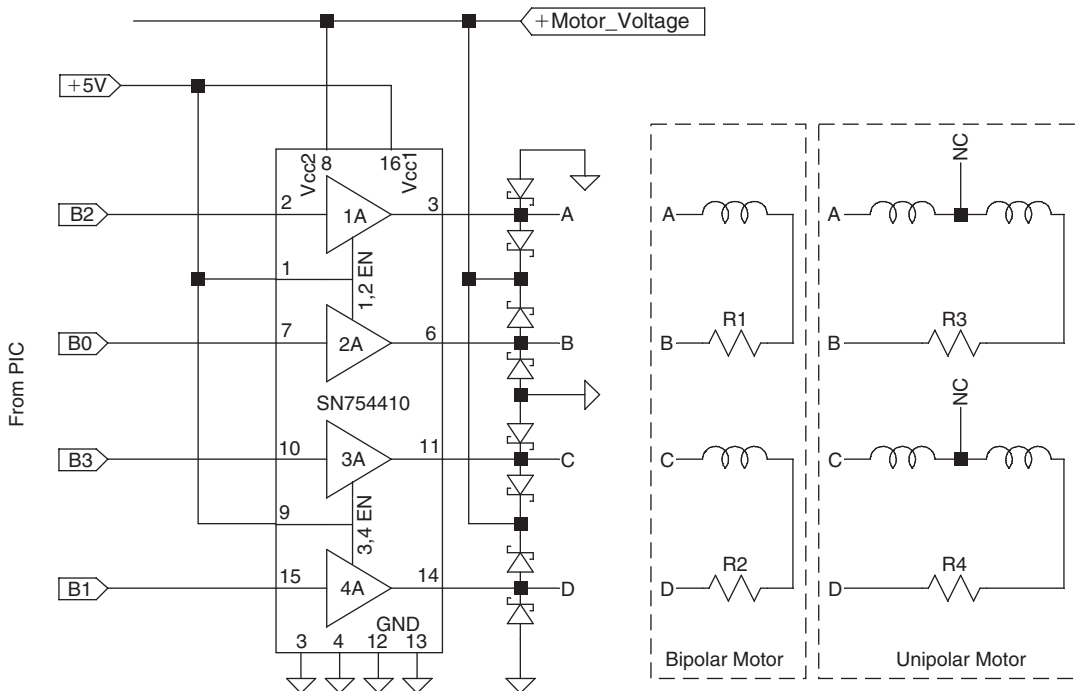 +Motor_Voltage
+5V
Vcc2
8
16
Vcc1
NC
B2
2
1A
3
A
A
A
1
1,2 EN
R1
R3
B0
7
2A
6
B
B
B
From PIC
SN754410
NC
B3
10
3A
11
C
C
C
9
3,4 EN
R2
R4
B1
15
4A
14
D
D
D
GND
3
4
12
13
Bipolar Motor
Unipolar Motor